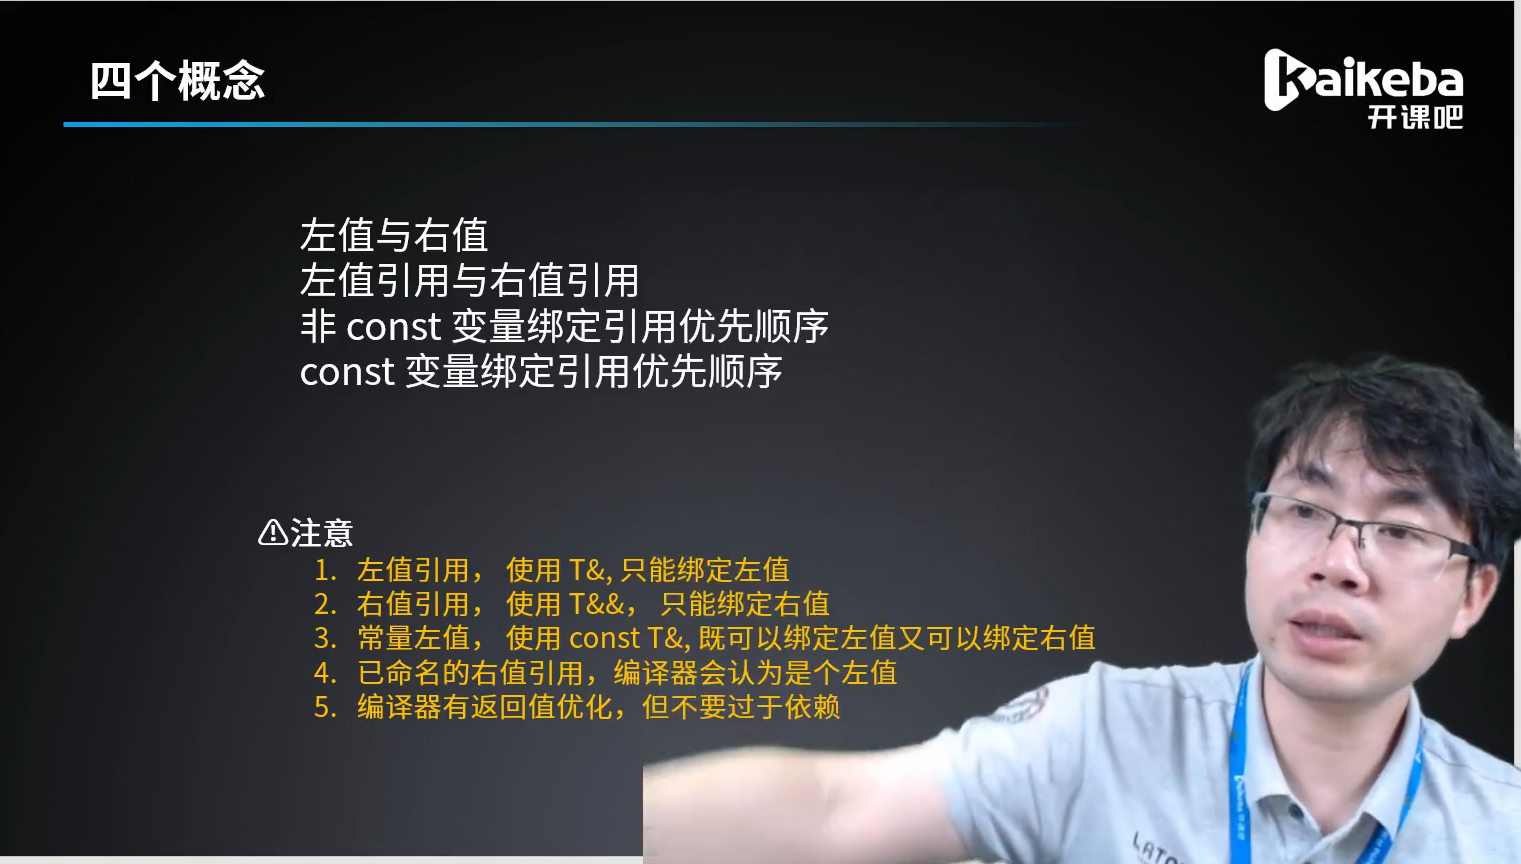 四个概念
kaikeba
开课吧
左值与右值
左值引用与右值引用
非 const 变量绑定引用优先顺序
const 变量绑定引用优先顺序
⚠注意
1. 左值引用， 使用 T&, 只能绑定左值
2. 右值引用， 使用 T&&， 只能绑定右值
3. 常量左值， 使用 const T&, 既可以绑定左值又可以绑定右值
4. 已命名的右值引用，编译器会认为是个左值
5. 编译器有返回值优化，但不要过于依赖